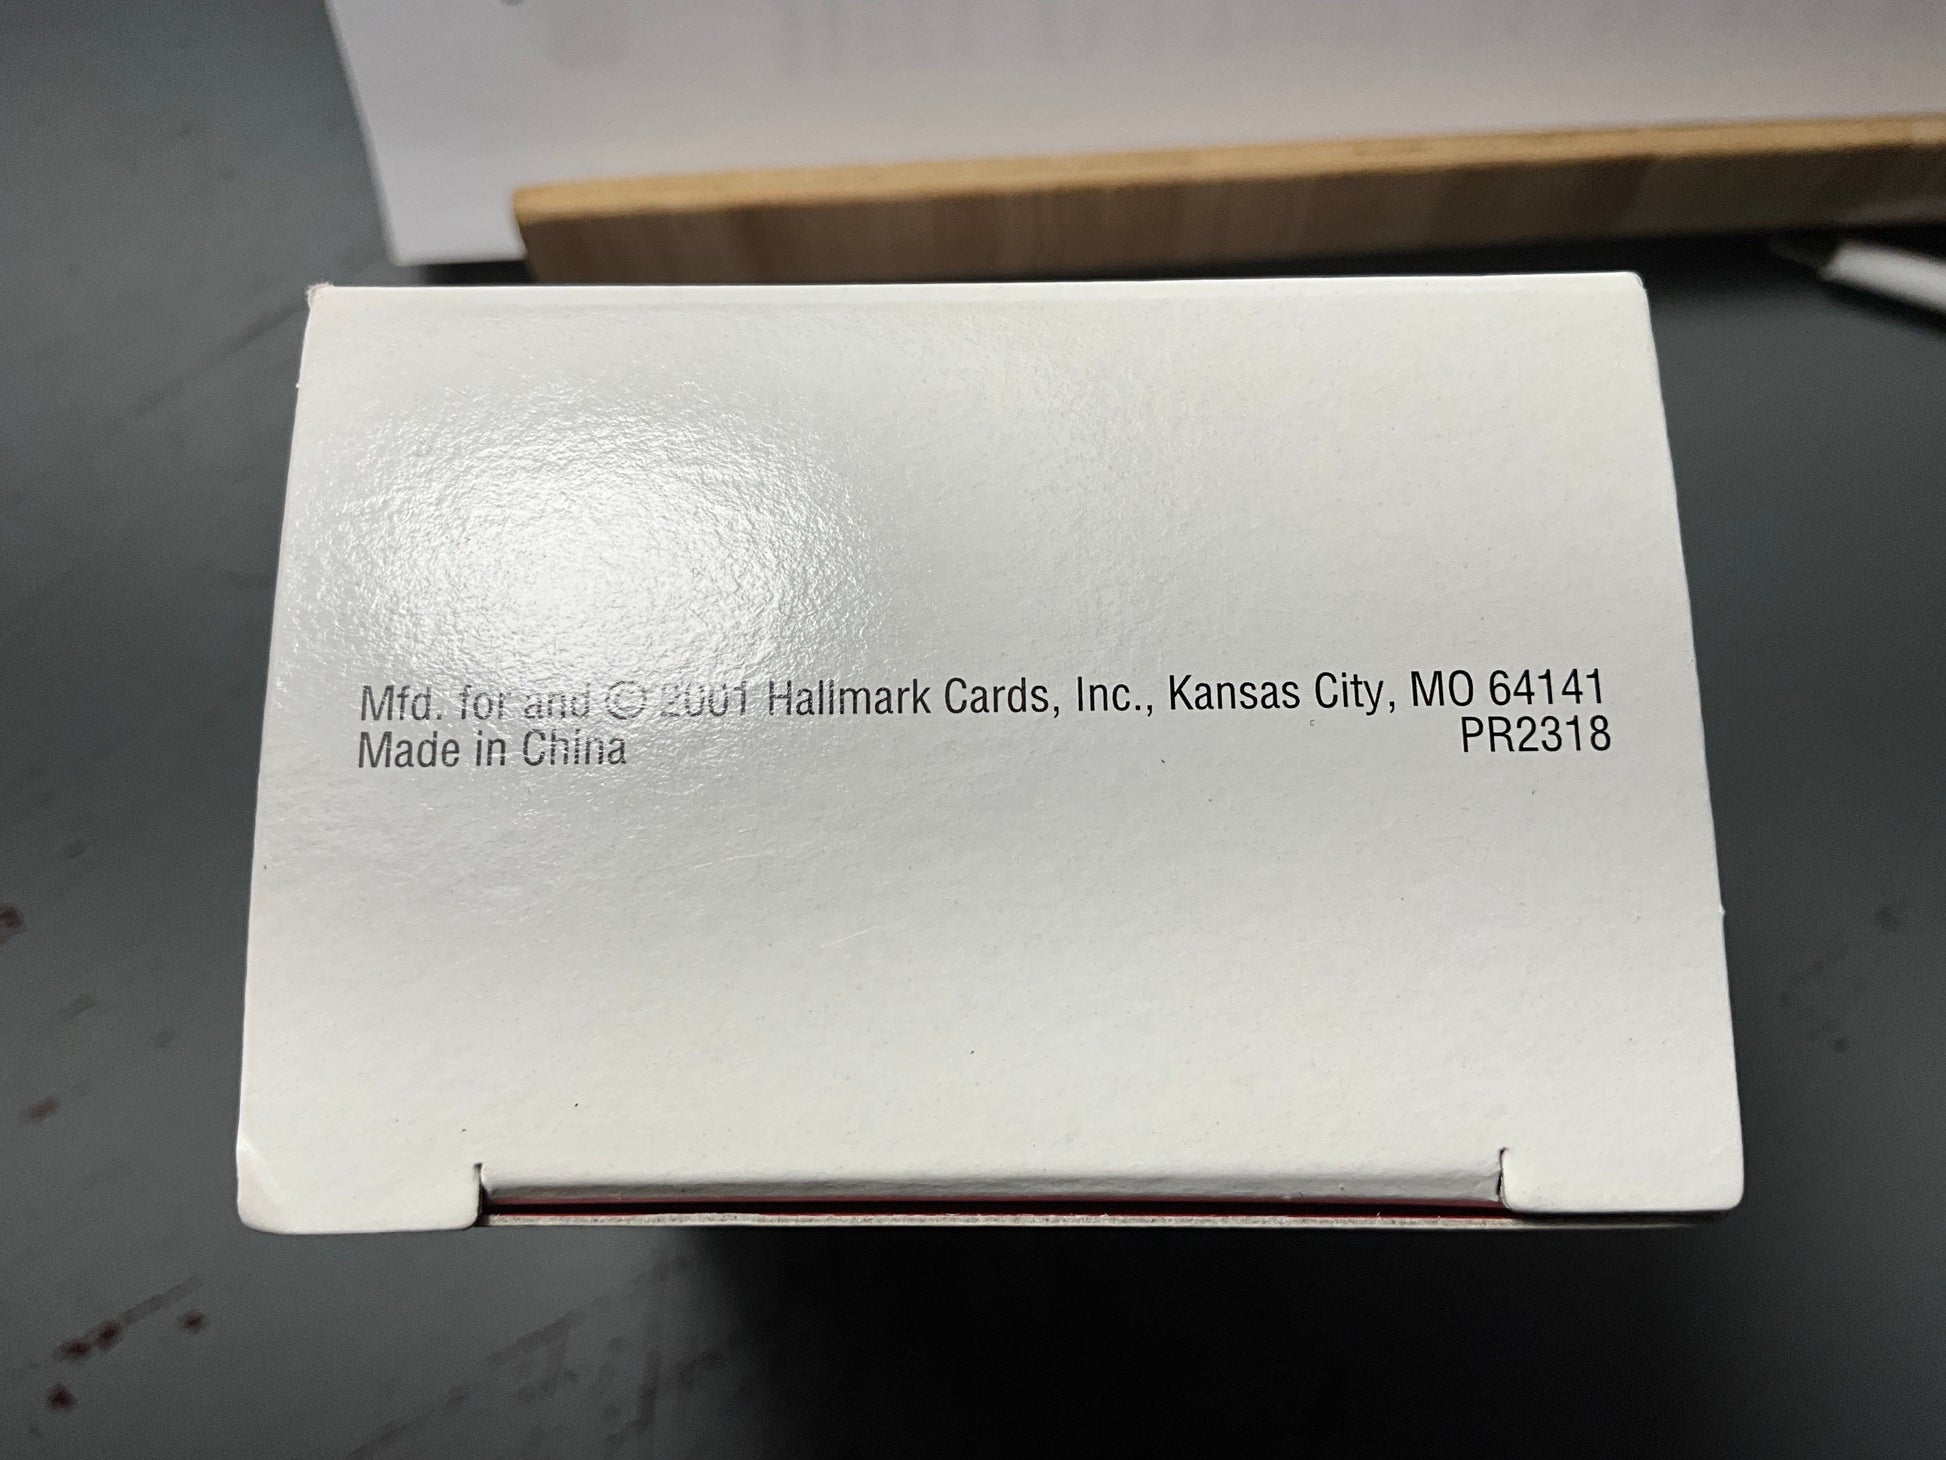 Mfd. for and © 2001 Hallmark Cards, Inc., Kansas City, MO 64141
Made in China PR2318